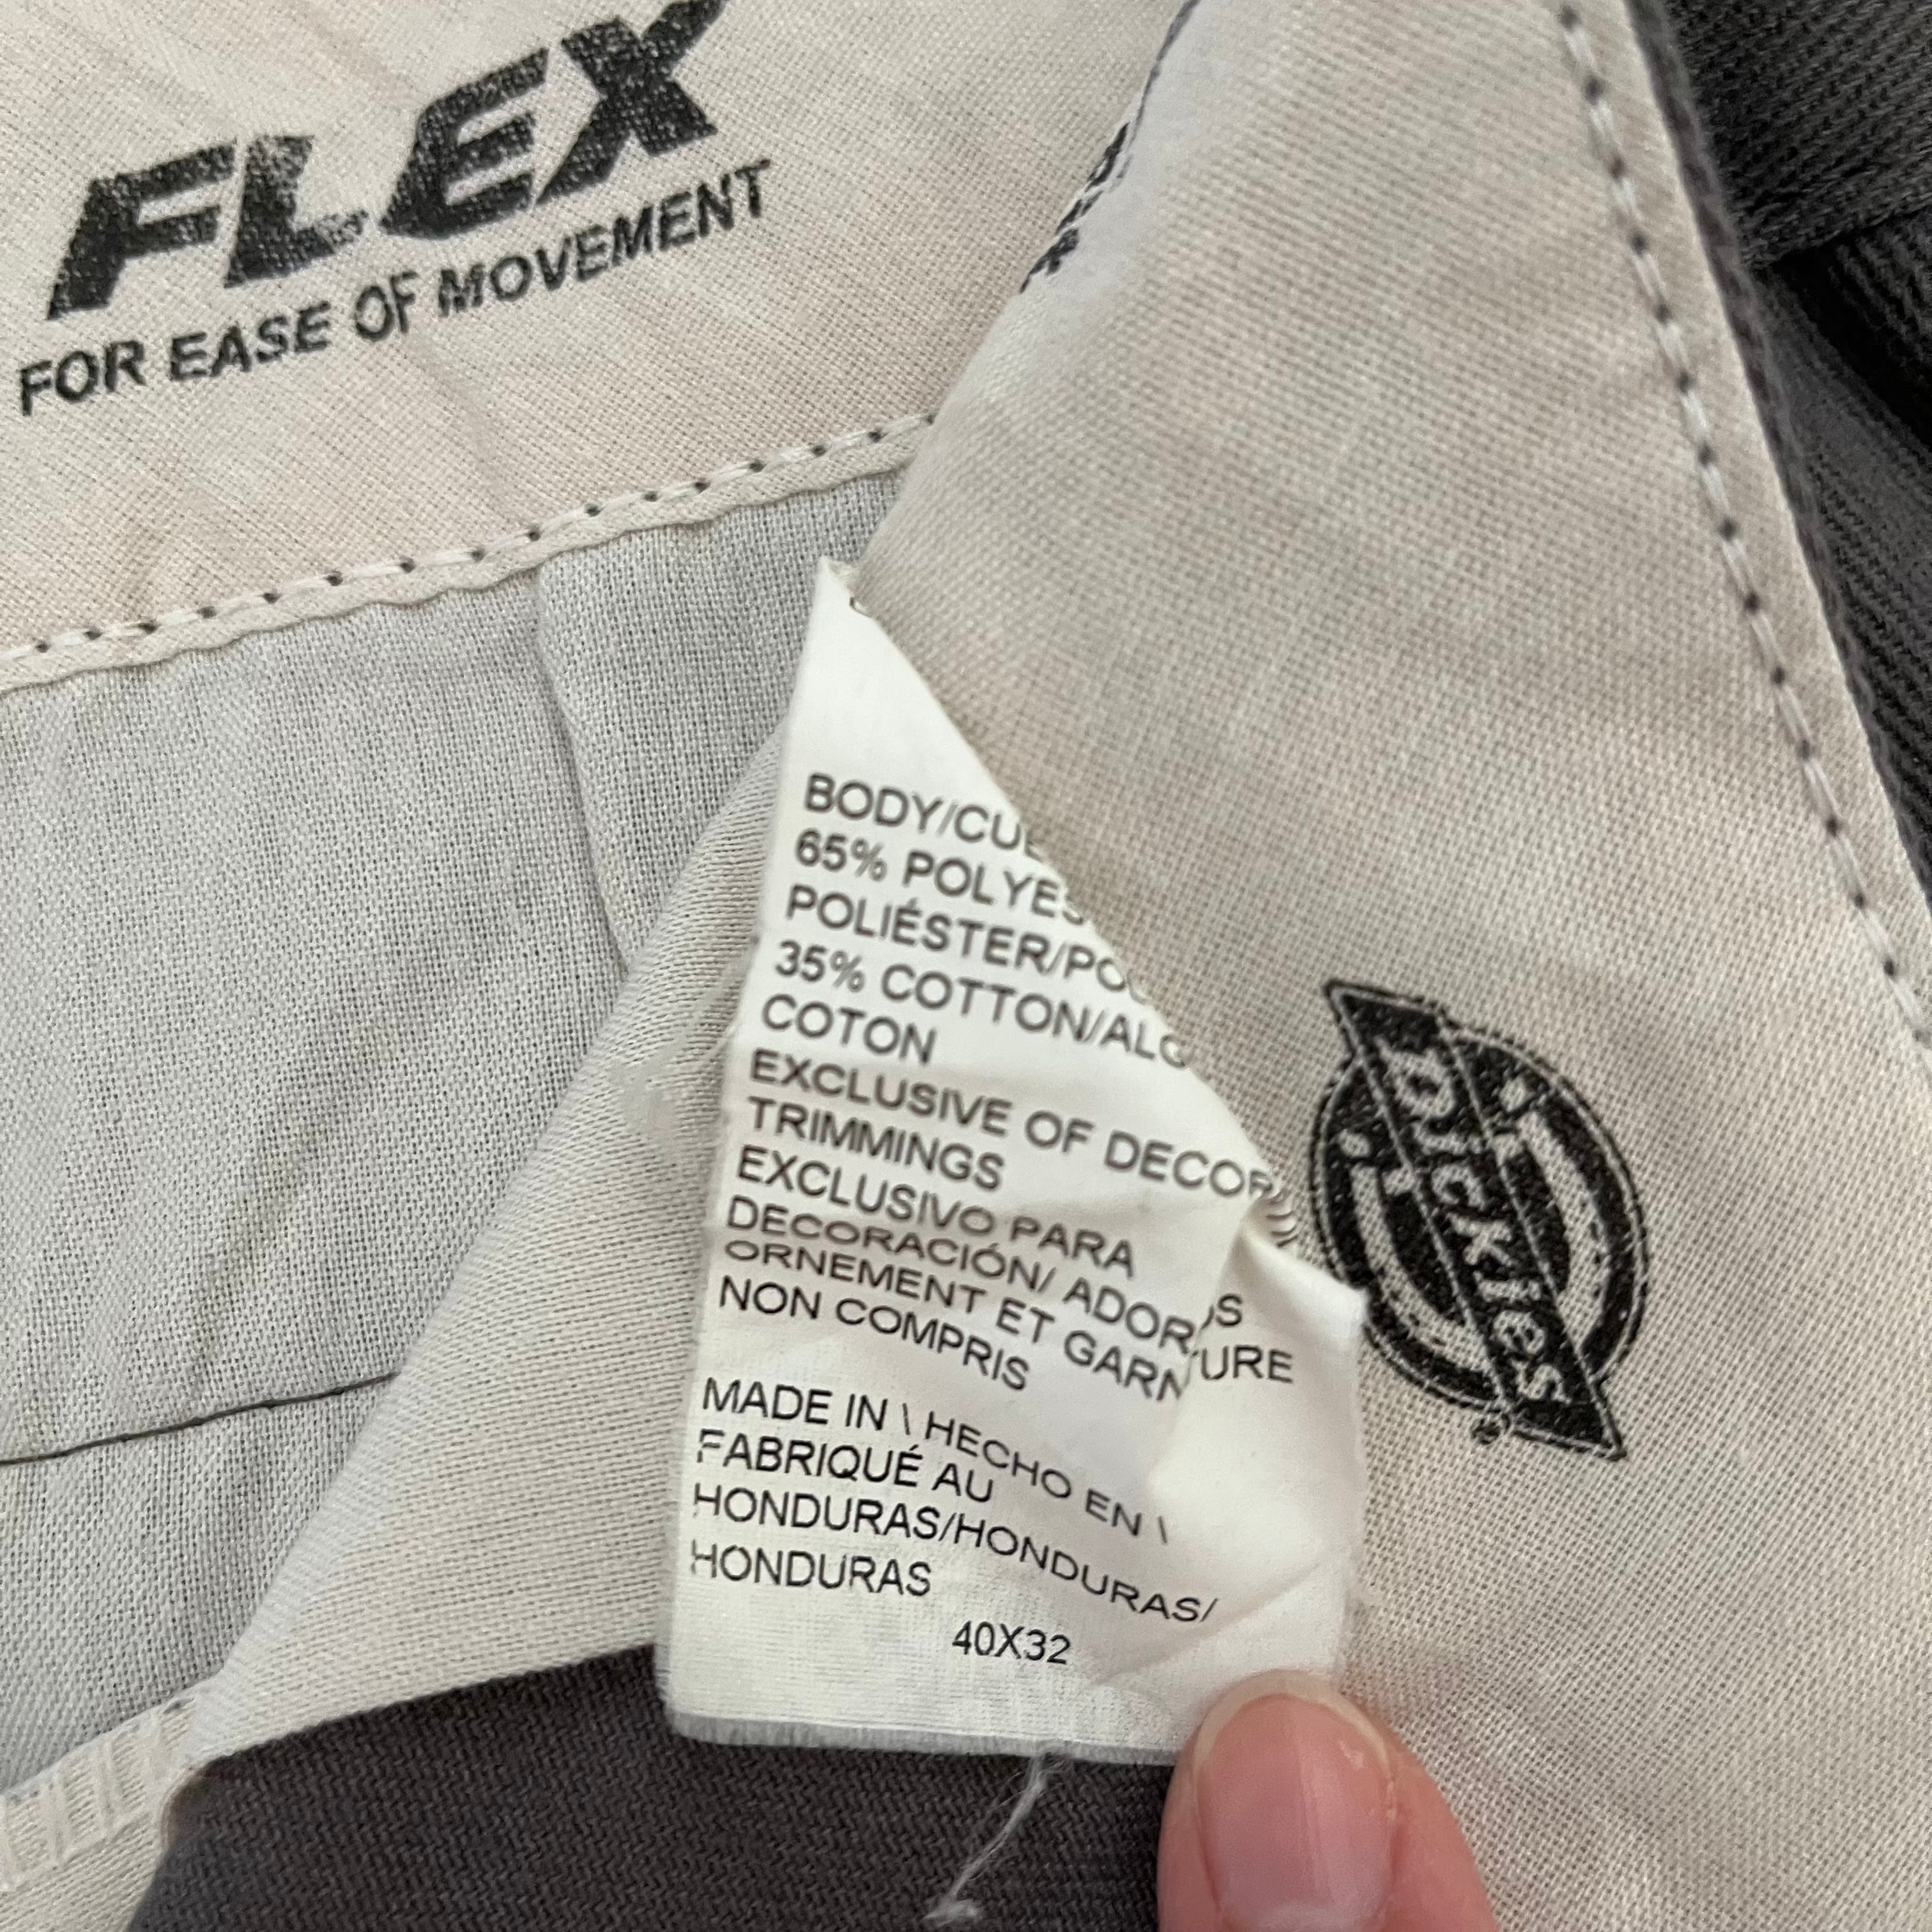 FLEX
FOR EASE OF MOVEMENT
BODY/CUE
65% POLYES
POLIÉSTER/PO
35% COTTON/ALG
COTON
EXCLUSIVE OF DECOR
TRIMMINGS
EXCLUSIVO PARA
DECORACIÓN/ ADOR OS
ORNEMENT ET GARN TURE
NON COMPRIS
MADE IN \ HECHO EN \
FABRIQUÉ AU
HONDURAS/HONDURAS/
HONDURAS
40X32
Dickies
®